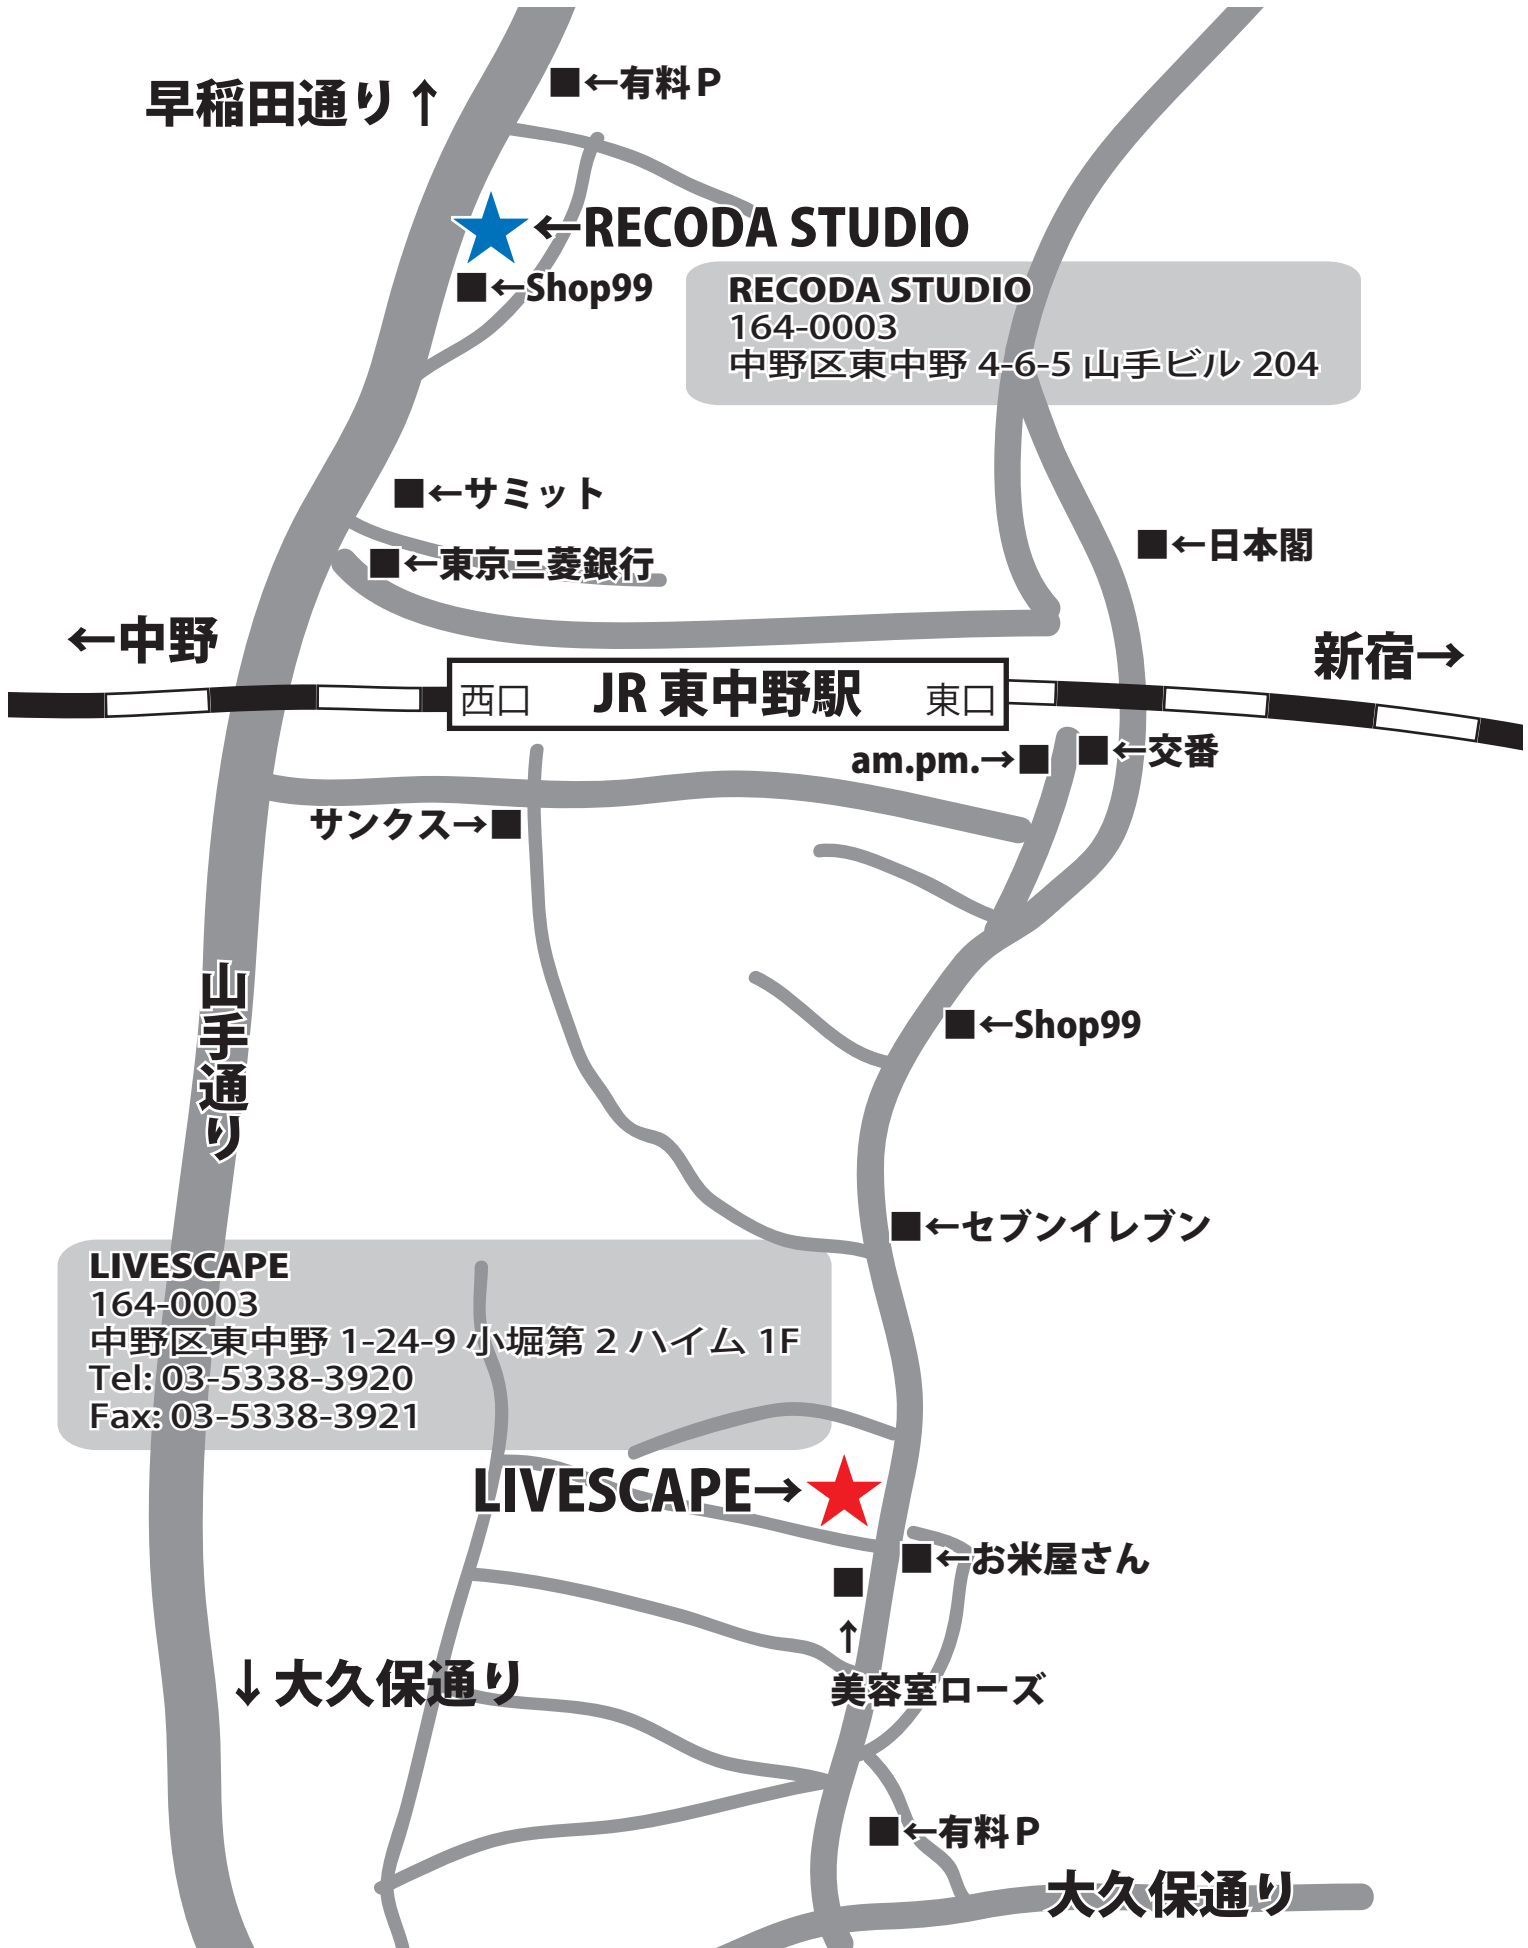 ←有料P
早稲田通り↑
←RECODA STUDIO
←Shop99
RECODA STUDIO
164-0003
中野区東中野 4-6-5 山手ビル 204
←サミット
←日本閣
←東京三菱銀行
←中野
新宿→
西口
JR 東中野駅
東口
am.pm.→
←交番
サンクス→
山手通り
←Shop99
←セブンイレブン
LIVESCAPE
164-0003
中野区東中野 1-24-9 小堀第 2 ハイム 1F
Tel: 03-5338-3920
Fax: 03-5338-3921
LIVESCAPE→
←お米屋さん
↑
美容室ローズ
↓大久保通り
←有料P
大久保通り